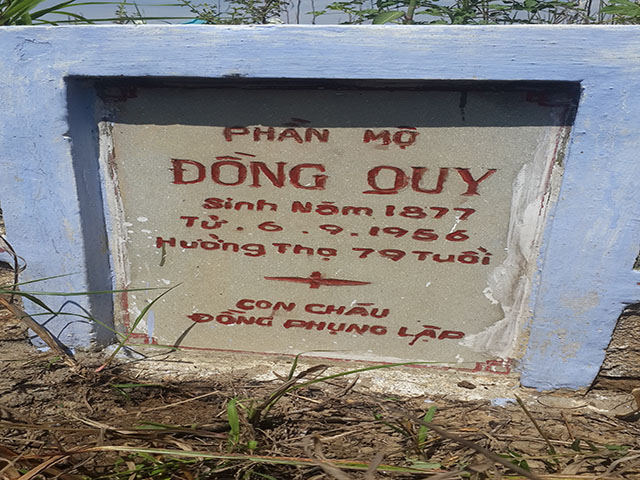 PHẦN MỘ
ĐỒNG QUY
Sinh Năm 1877
Từ. 6. 9. 1956
Hưởng Thọ 79 Tuổi
CON CHÁU
ĐỒNG PHỤNG LẬP